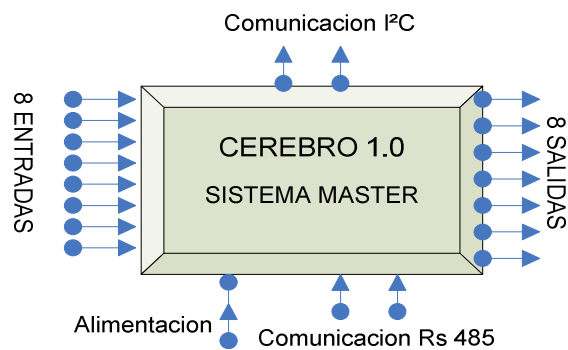 Comunicacion I²C
8 ENTRADAS
CEREBRO 1.0
SISTEMA MASTER
8 SALIDAS
Alimentacion
Comunicacion Rs 485